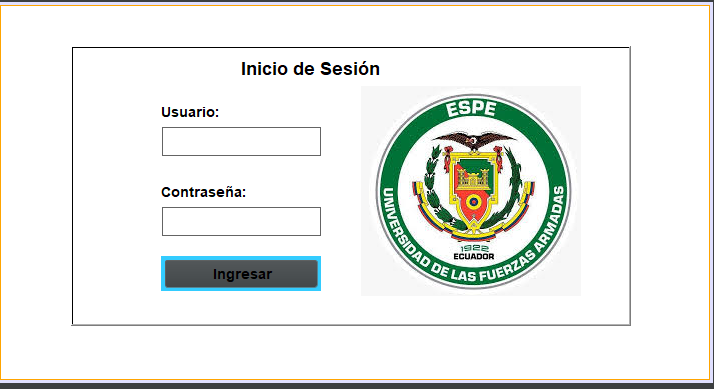 Inicio de Sesión
Usuario:
Contraseña:
Ingresar
ESPE
UNIVERSIDAD DE LAS FUERZAS ARMADAS
1922
ECUADOR